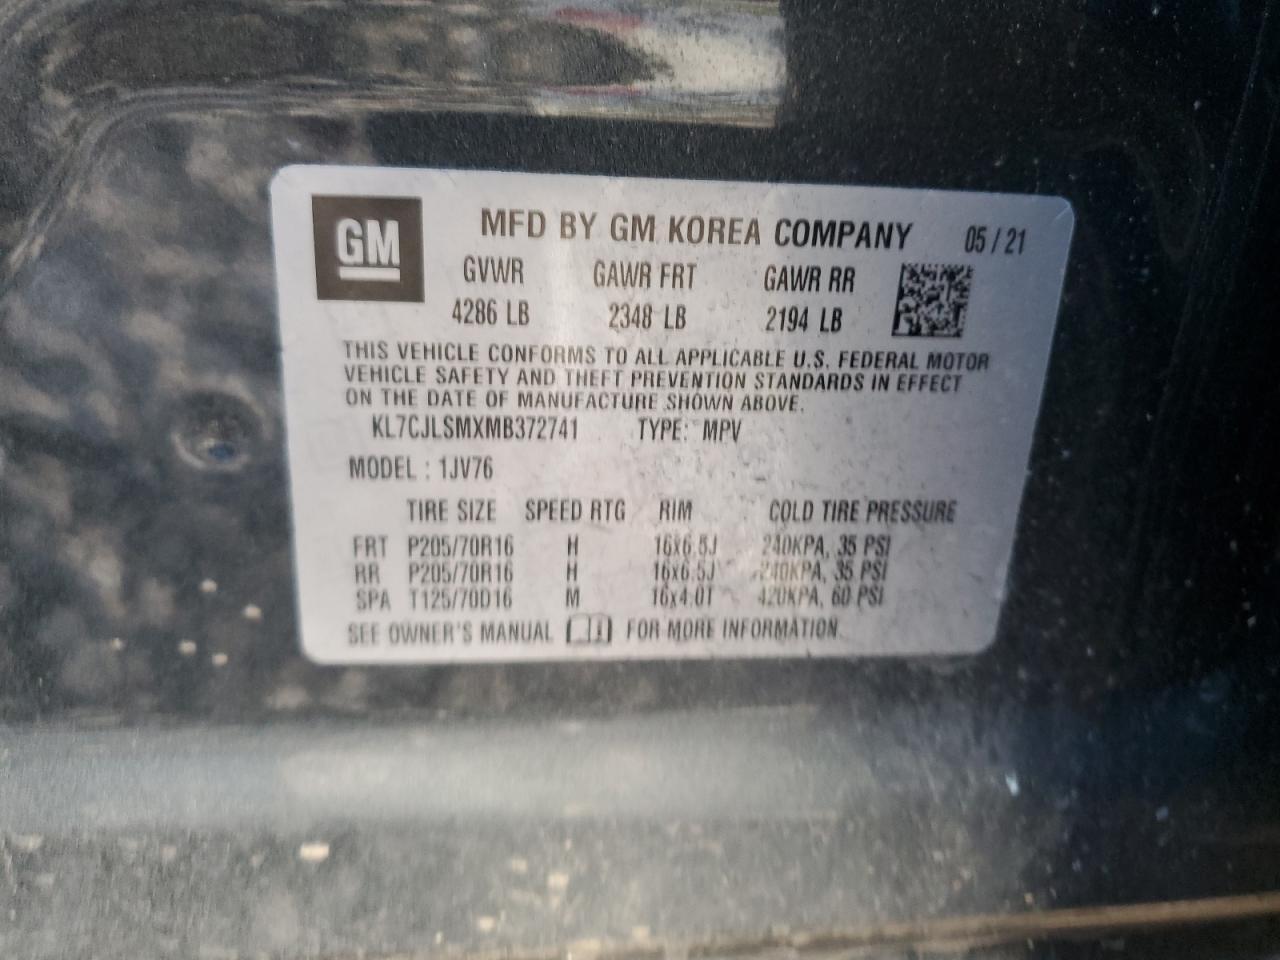 GM MFD BY GM KOREA COMPANY 05/21
GVWR GAWR FRT GAWR RR
4286 LB 2348 LB 2194 LB
THIS VEHICLE CONFORMS TO ALL APPLICABLE U.S. FEDERAL MOTOR
VEHICLE SAFETY AND THEFT PREVENTION STANDARDS IN EFFECT
ON THE DATE OF MANUFACTURE SHOWN ABOVE.
KL7CJLSMXMB372741 TYPE: MPV
MODEL : 1JV76
TIRE SIZE SPEED RTG RIM COLD TIRE PRESSURE
FRT P205/70R16 H 16x6.5J 240KPA, 35 PSI
RR P205/70R16 H 16x6.5J 240KPA, 35 PSI
SPA T125/70D16 M 16x4.0T 420KPA, 60 PSI
SEE OWNER'S MANUAL FOR MORE INFORMATION.